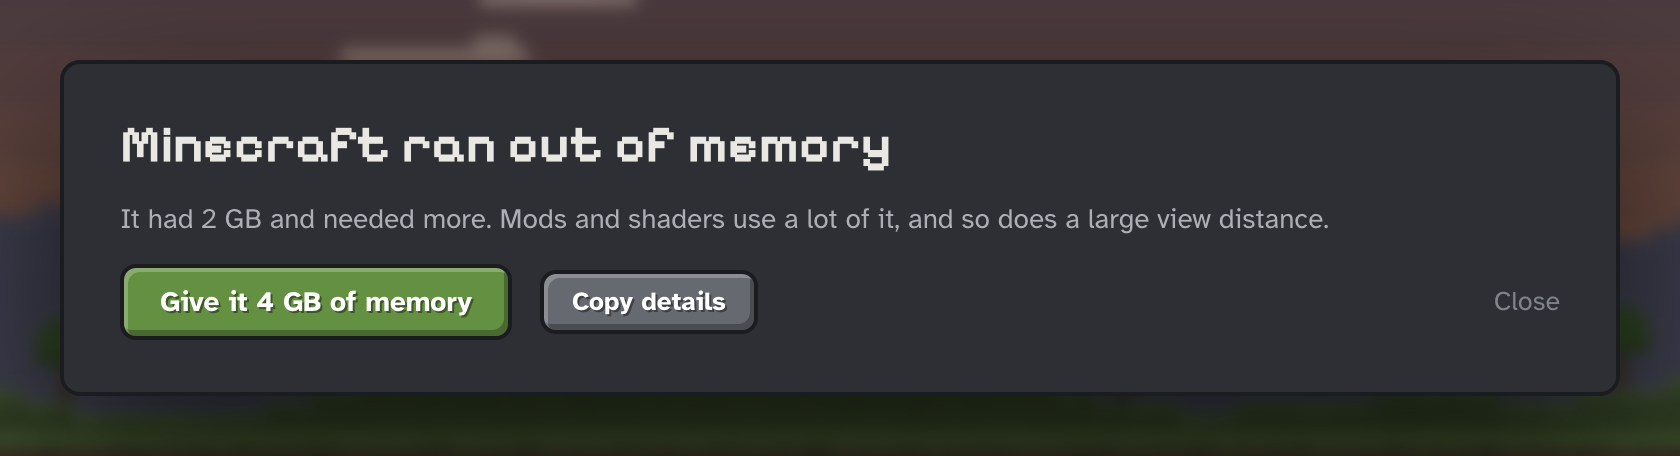 Minecraft ran out of memory
It had 2 GB and needed more. Mods and shaders use a lot of it, and so does a large view distance.
Give it 4 GB of memory
Copy details
Close